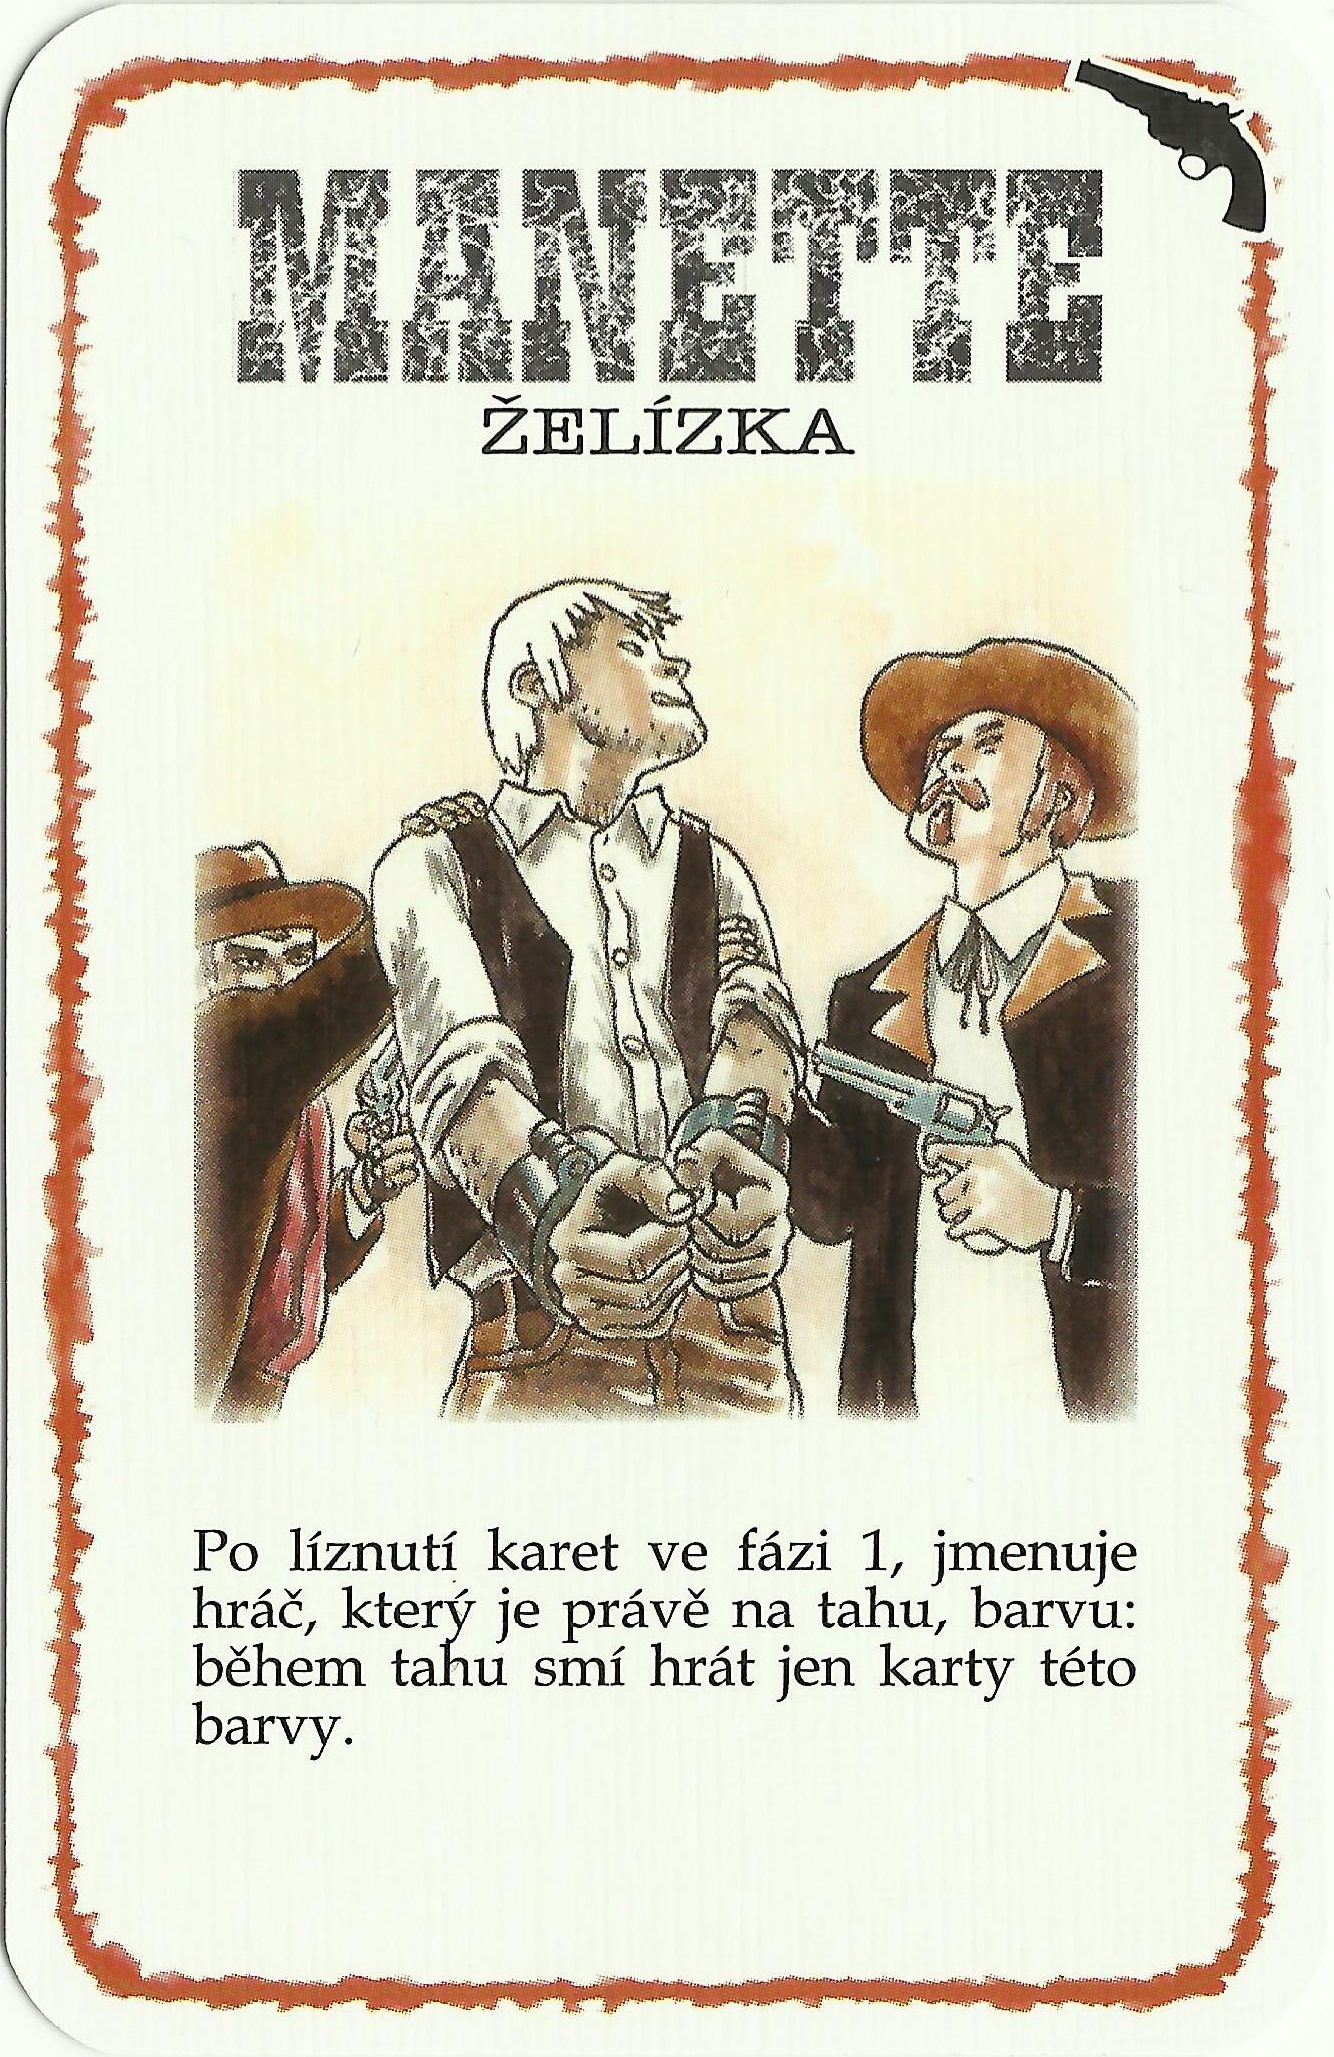 MANETTE
ŽELÍZKA
Po líznutí karet ve fázi 1, jmenuje
hráč, který je právě na tahu, barvu:
během tahu smí hrát jen karty této
barvy.